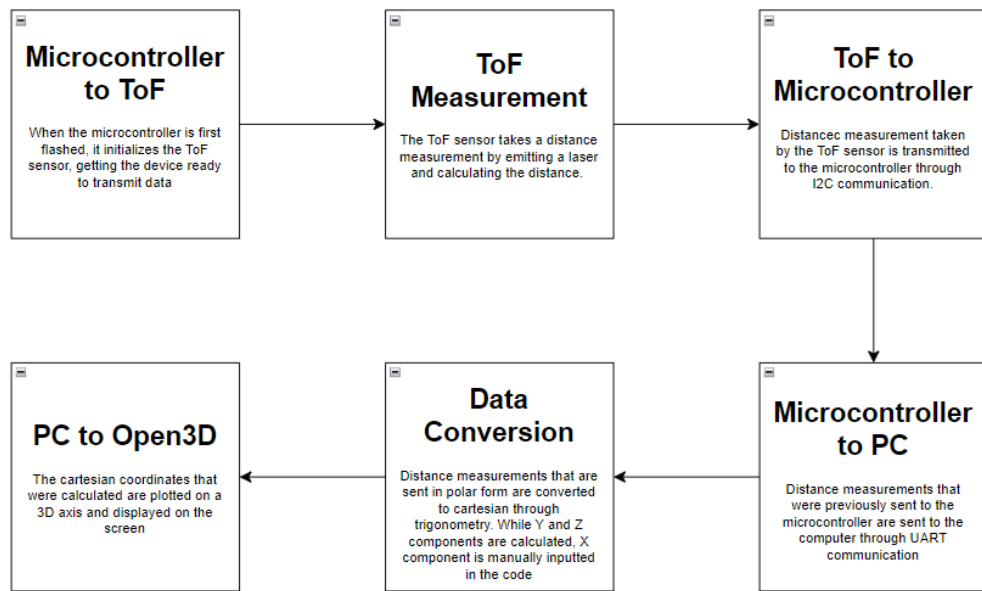 Microcontroller
to ToF
When the microcontroller is first
flashed, it initializes the ToF
sensor, getting the device ready
to transmit data
ToF
Measurement
The ToF sensor takes a distance
measurement by emitting a laser
and calculating the distance.
ToF to
Microcontroller
Distancec measurement taken
by the ToF sensor is transmitted
to the microcontroller through
I2C communication.
PC to Open3D
The cartesian coordinates that
were calculated are plotted on a
3D axis and displayed on the
screen
Data
Conversion
Distance measurements that are
sent in polar form are converted
to cartesian through
trigonometry. While Y and Z
components are calculated, X
component is manually inputted
in the code
Microcontroller
to PC
Distance measurements that
were previously sent to the
microcontroller are sent to the
computer through UART
communication